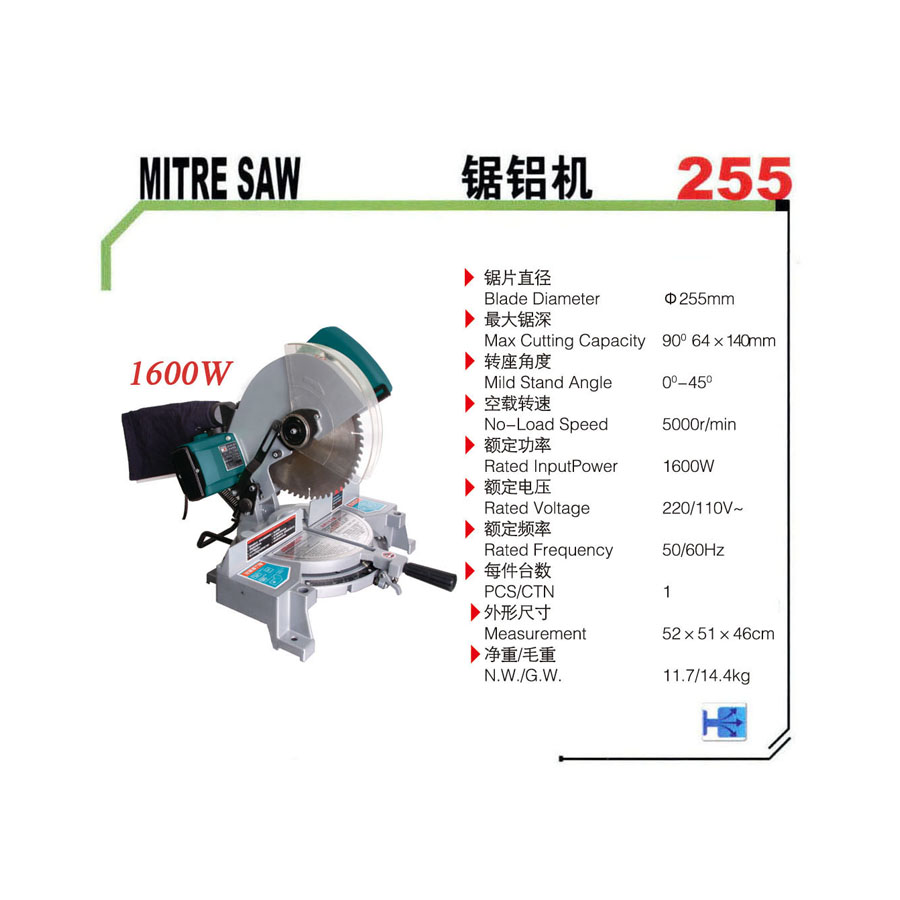 MITRE SAW 锯铝机 255
锯片直径
Blade Diameter Φ255mm
最大锯深
Max Cutting Capacity 90⁰ 64×140mm
转座角度
Mild Stand Angle 0⁰-45⁰
空载转速
No-Load Speed 5000r/min
额定功率
Rated InputPower 1600W
额定电压
Rated Voltage 220/110V~
额定频率
Rated Frequency 50/60Hz
每件台数
PCS/CTN 1
外形尺寸
Measurement 52×51×46cm
净重/毛重
N.W./G.W. 11.7/14.4kg
1600W